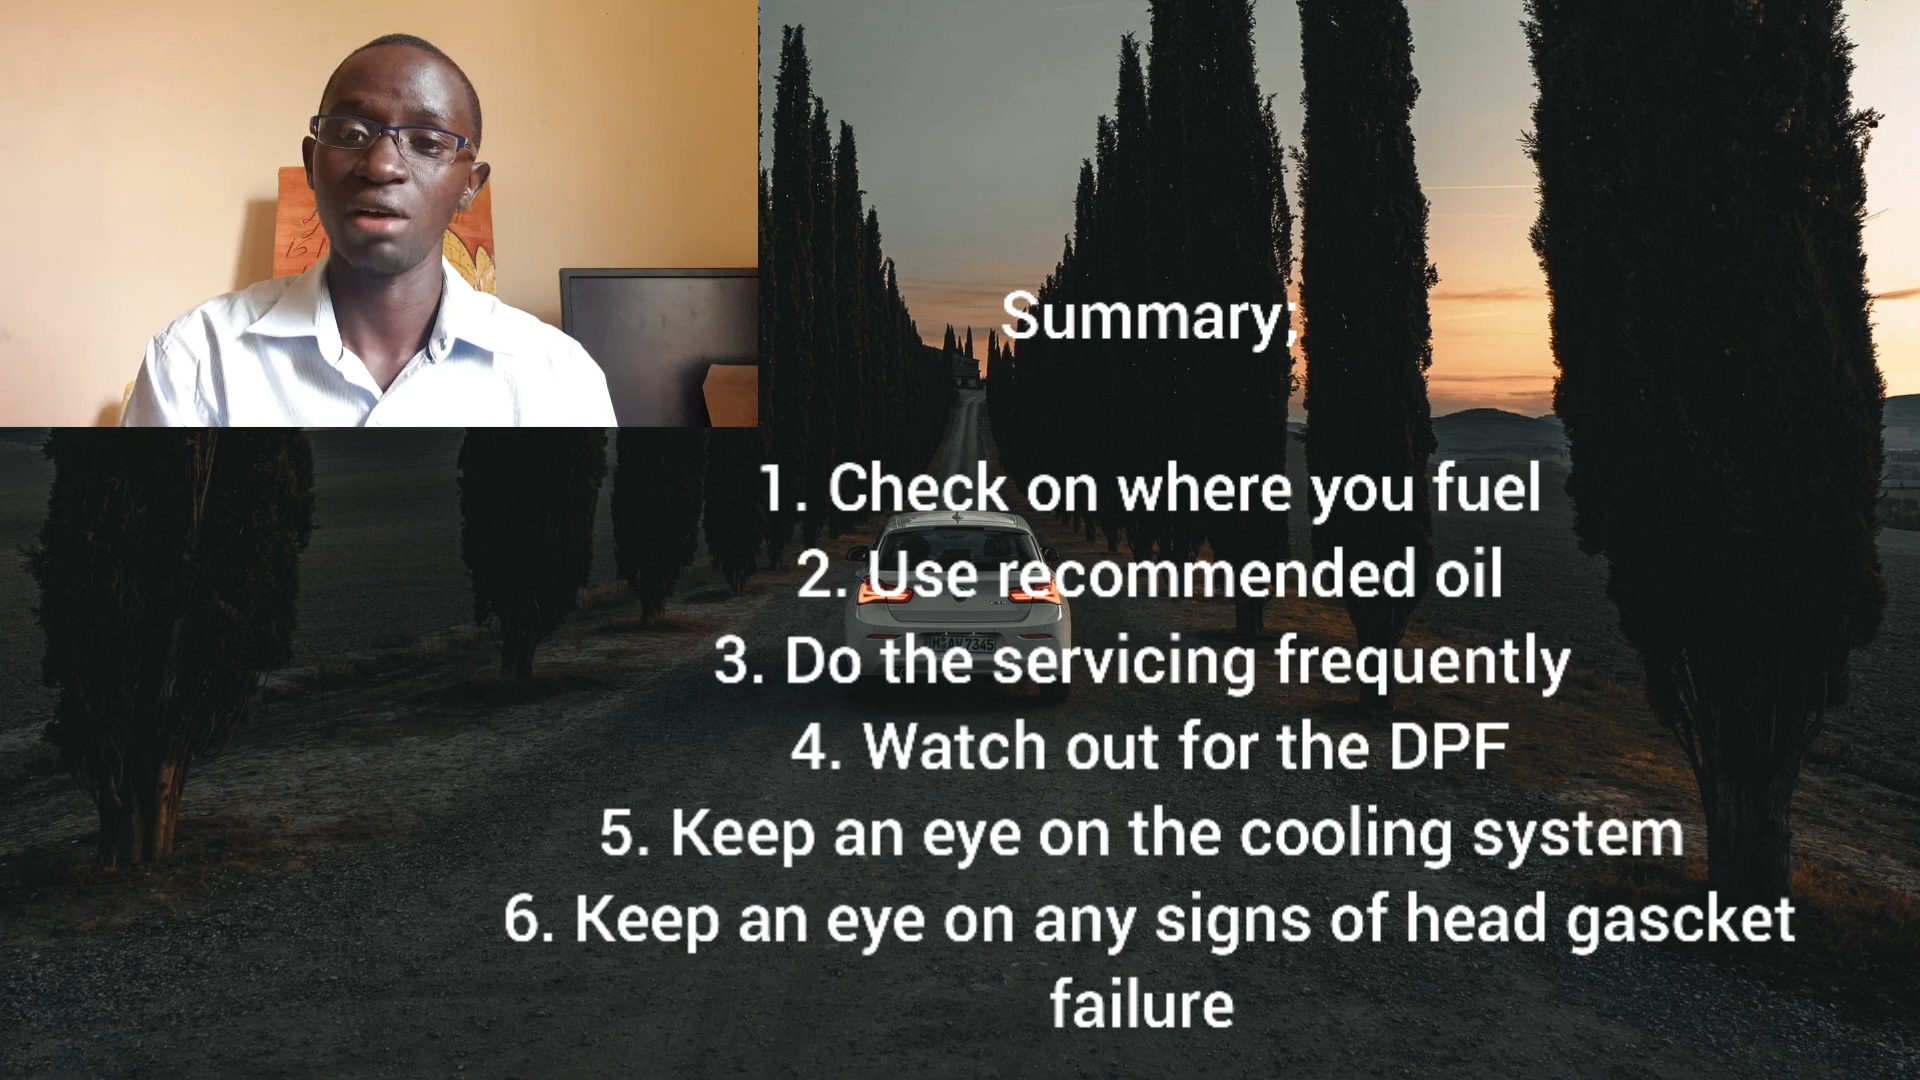 Summary;
1. Check on where you fuel
2. Use recommended oil
3. Do the servicing frequently
4. Watch out for the DPF
5. Keep an eye on the cooling system
6. Keep an eye on any signs of head gascket
failure